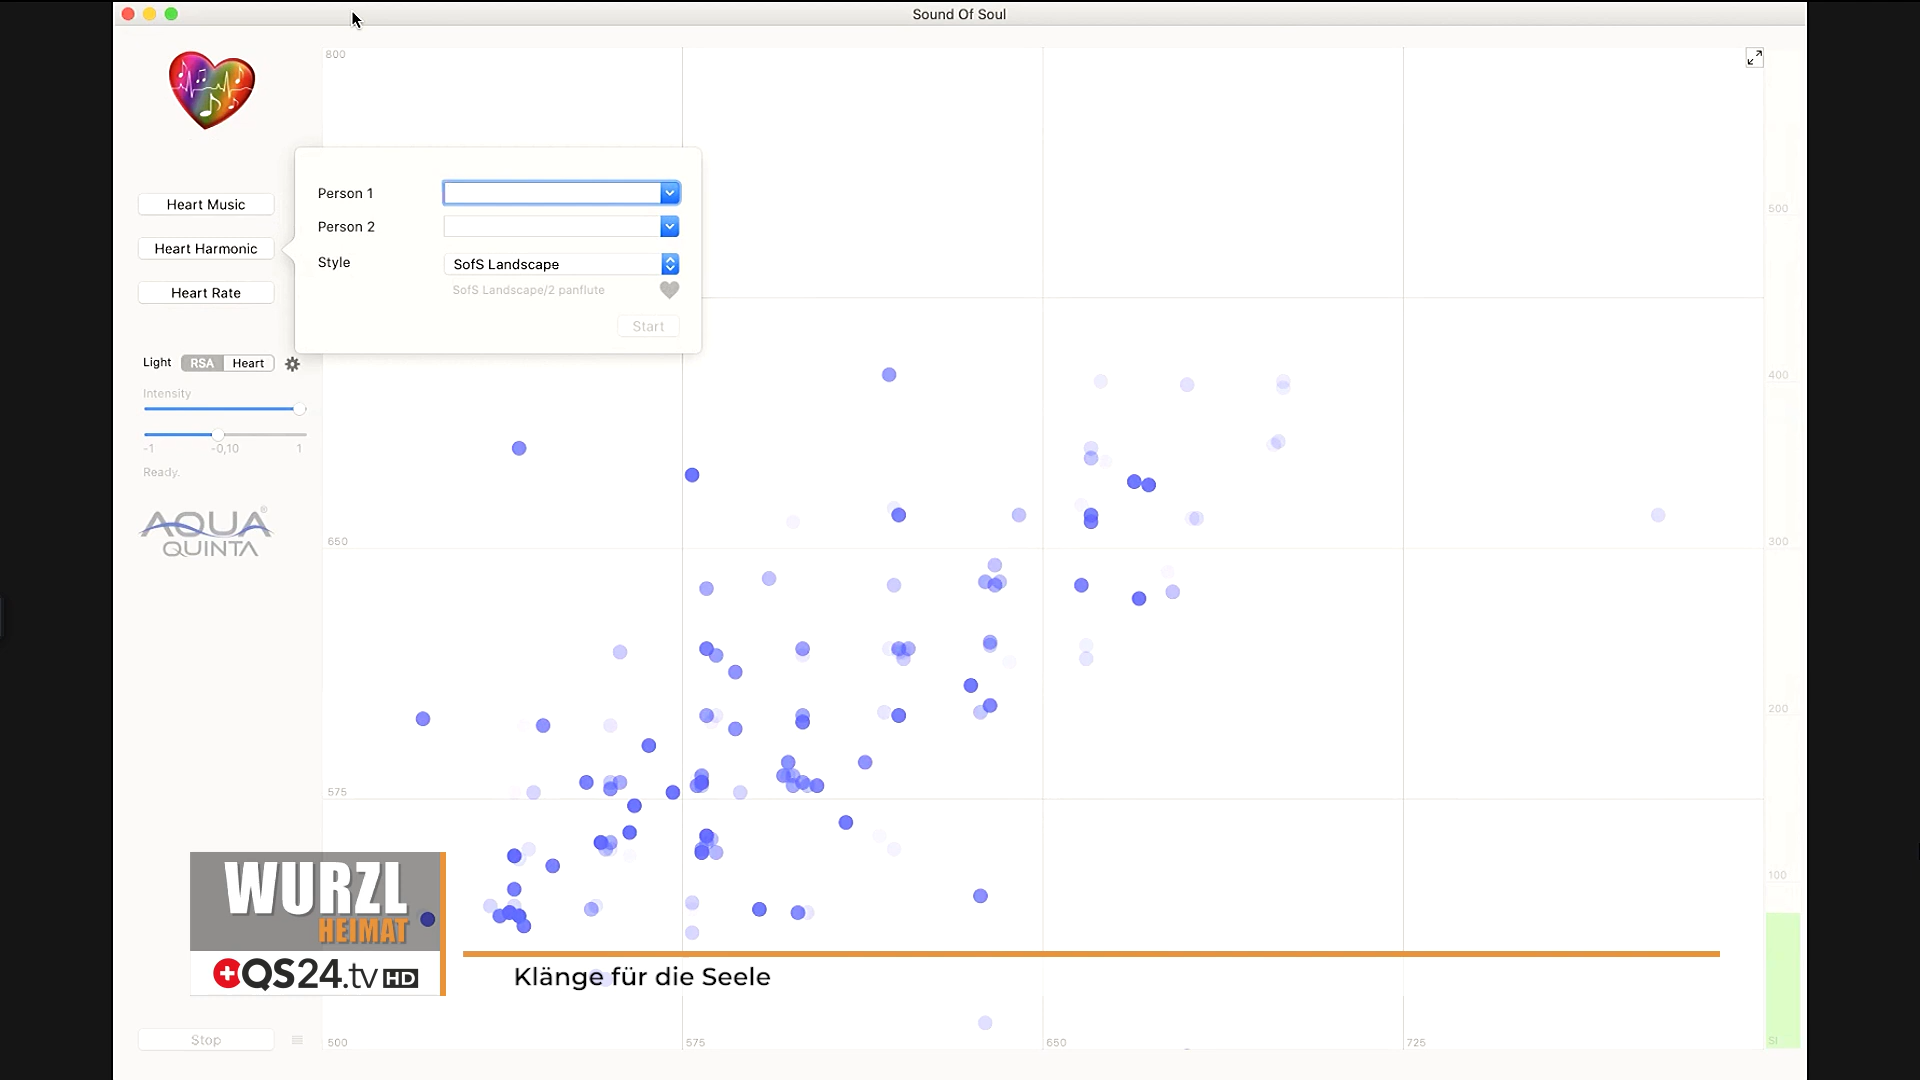 Sound Of Soul
800
Person 1
Person 2
Style
SofS Landscape
SofS Landscape/2 panflute
Start
Heart Music
Heart Harmonic
Heart Rate
Light
RSA
Heart
Intensity
-1
-0,10
1
Ready.
AQUA®
QUINTA
650
575
500
575
650
725
500
400
300
200
100
SI
WURZL
HEIMAT
QS24.tv HD
Klänge für die Seele
Stop